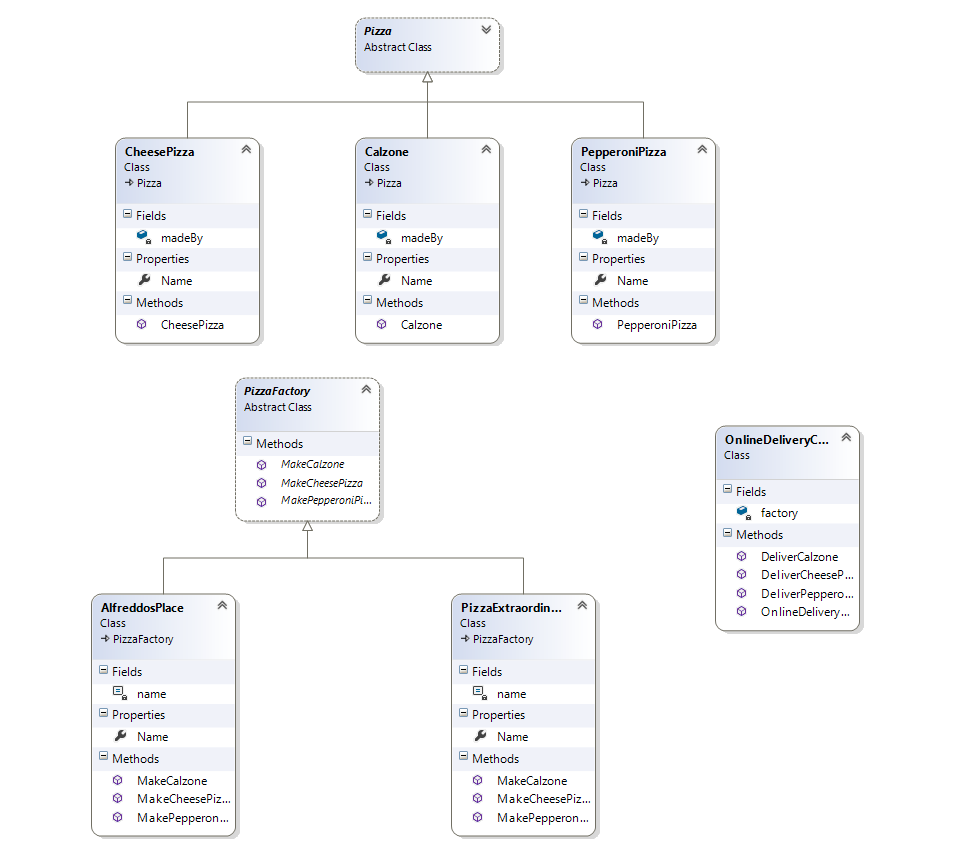 Pizza
Abstract Class
CheesePizza
Class
Pizza
Fields
madeBy
Properties
Name
Methods
CheesePizza
Calzone
Class
Pizza
Fields
madeBy
Properties
Name
Methods
Calzone
PepperoniPizza
Class
Pizza
Fields
madeBy
Properties
Name
Methods
PepperoniPizza
PizzaFactory
Abstract Class
Methods
MakeCalzone
MakeCheesePizza
MakePepperoniPi...
OnlineDeliveryC...
Class
Fields
factory
Methods
DeliverCalzone
DeliverCheeseP...
DeliverPeppero...
OnlineDelivery...
AlfreddosPlace
Class
PizzaFactory
Fields
name
Properties
Name
Methods
MakeCalzone
MakeCheesePiz...
MakePepperon...
PizzaExtraordin...
Class
PizzaFactory
Fields
name
Properties
Name
Methods
MakeCalzone
MakeCheesePiz...
MakePepperon...